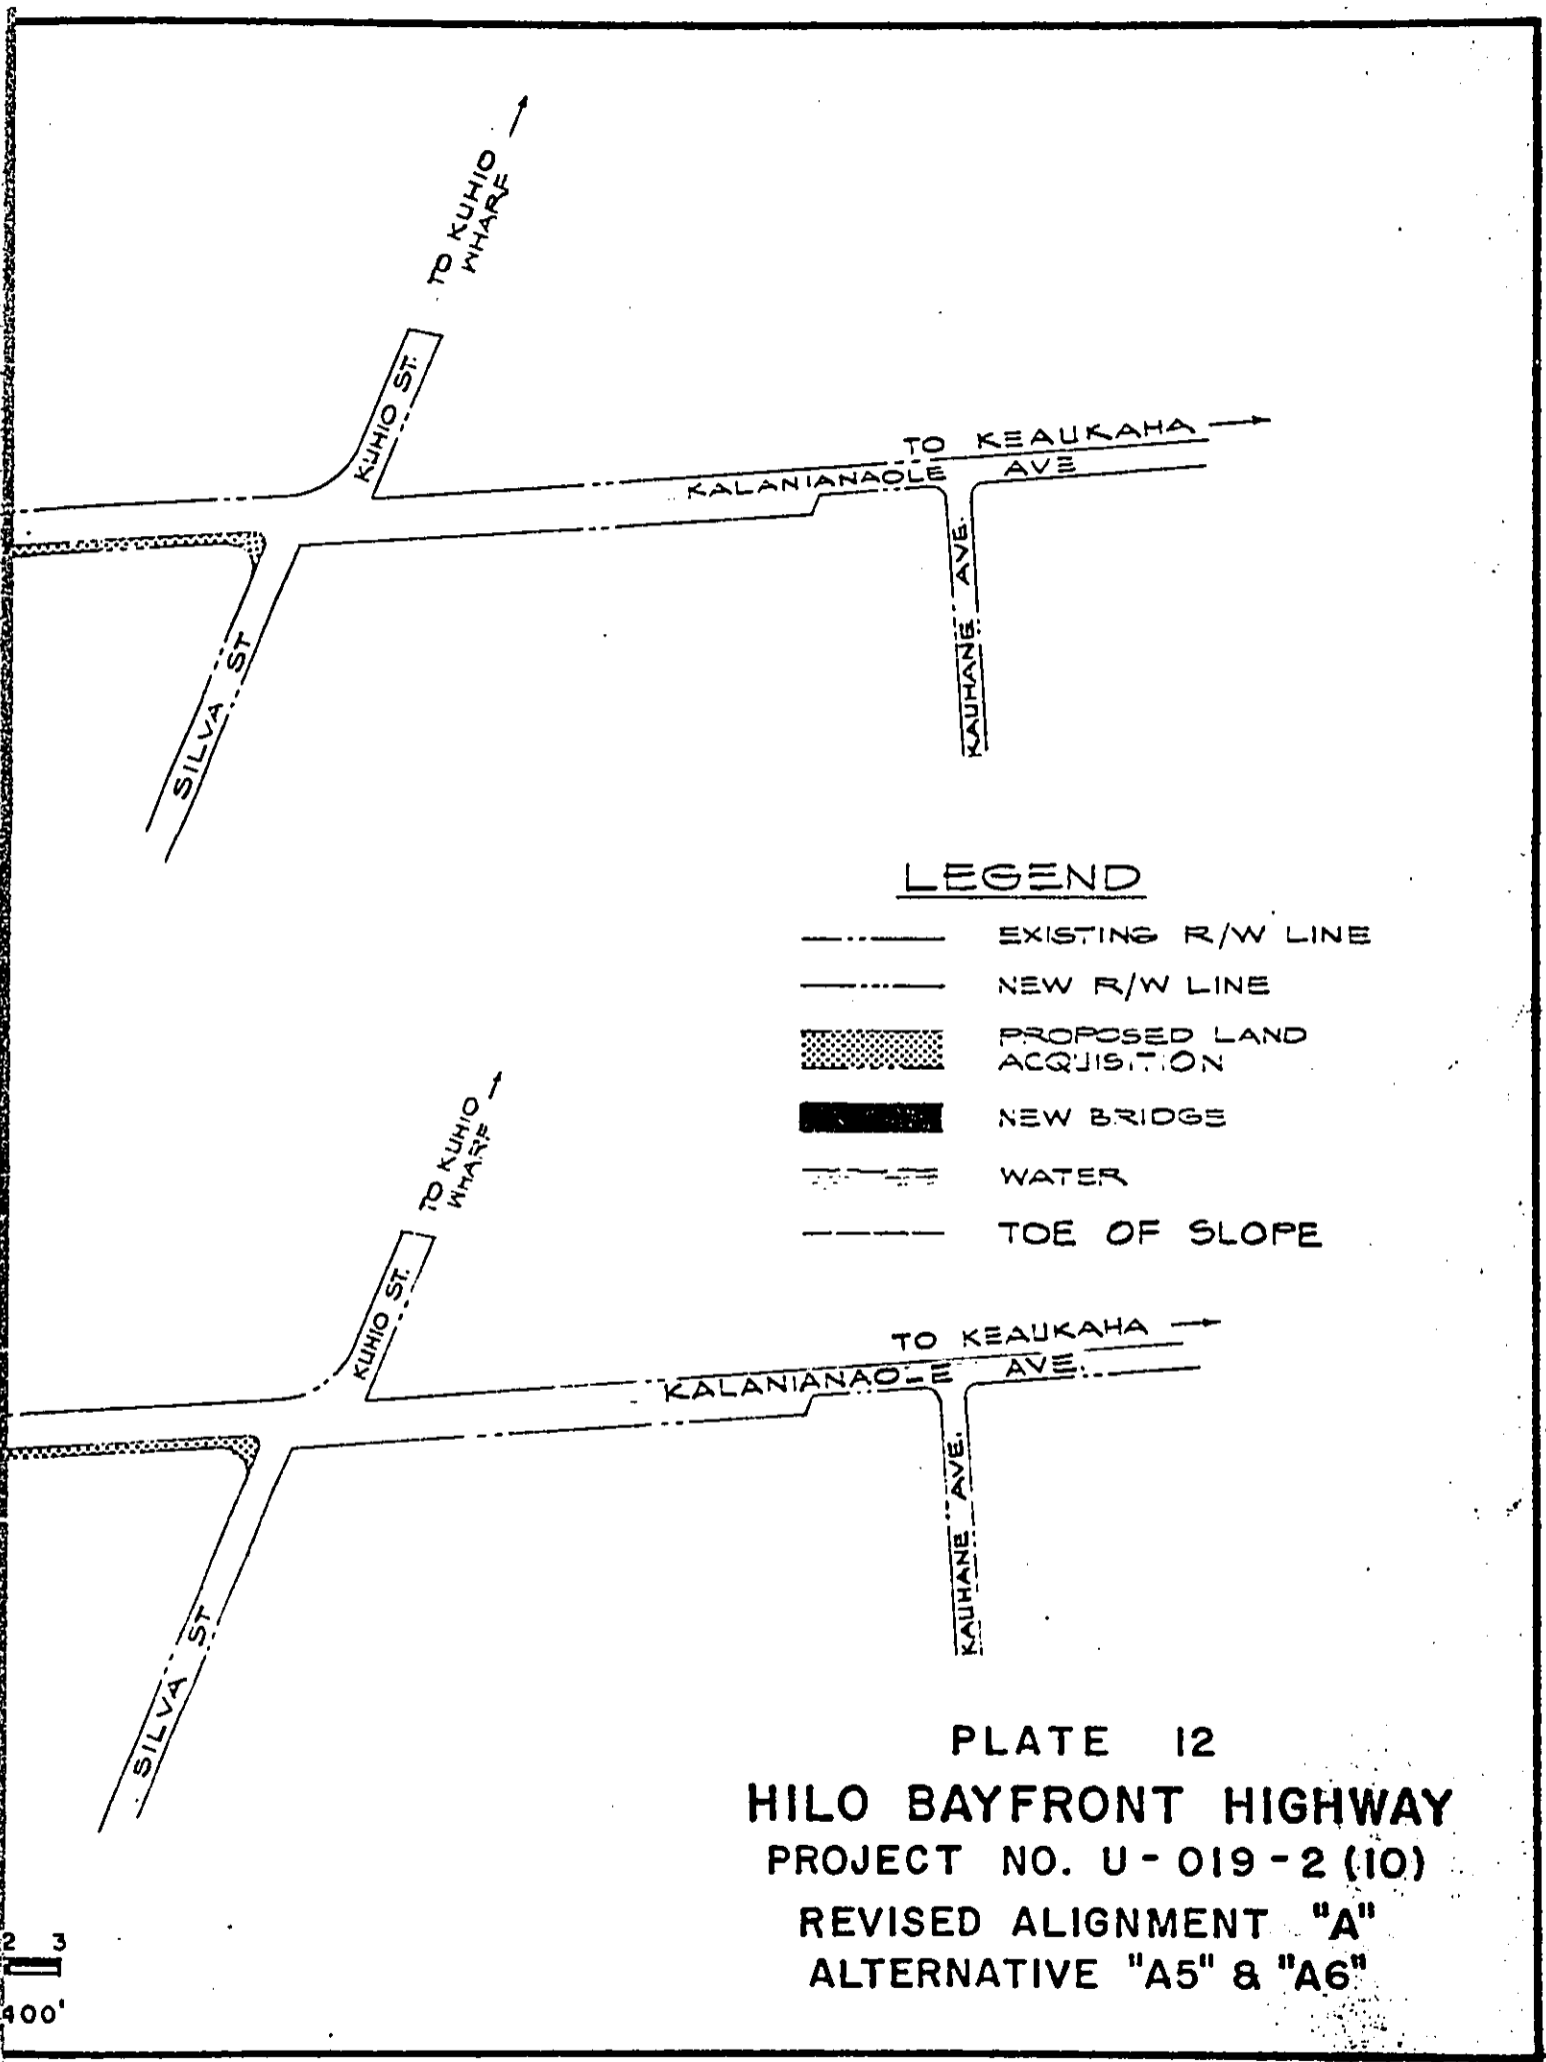 TO KUHIO
WHARF
KUHIO ST.
TO KEAUKAHA
KALANIANAOLE AVE
KAUHANE AVE.
SILVA ST
LEGEND
EXISTING R/W LINE
NEW R/W LINE
PROPOSED LAND
ACQUISITION
NEW BRIDGE
WATER
TOE OF SLOPE
TO KUHIO
WHARF
KUHIO ST.
TO KEAUKAHA
KALANIANAOLE AVE.
KAUHANE AVE.
SILVA ST
PLATE 12
HILO BAYFRONT HIGHWAY
PROJECT NO. U-019-2(10)
REVISED ALIGNMENT "A"
ALTERNATIVE "A5" & "A6"
2 3
400'